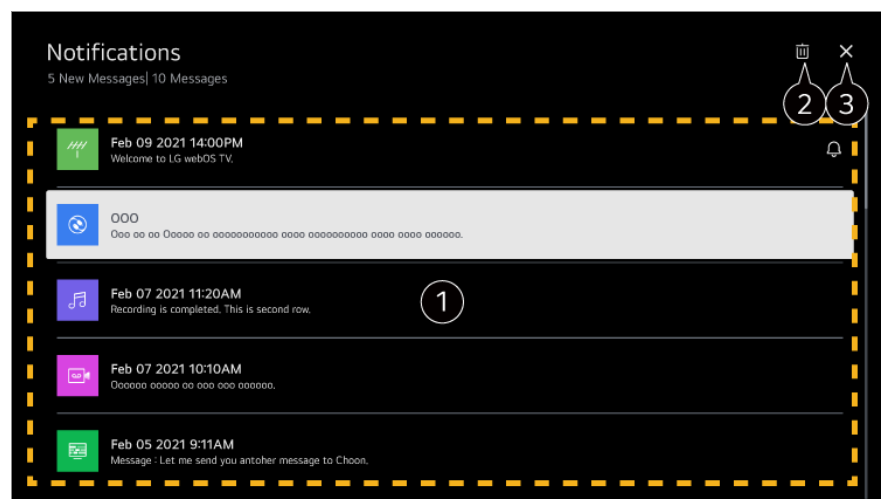 Notifications
5 New Messages| 10 Messages
2
3
Feb 09 2021 14:00PM
Welcome to LG webOS TV.
OOO
Ooo oo oo Ooooo oo ooooooooooo oooo oooooooooo oooo oooo oooooo.
Feb 07 2021 11:20AM
Recording is completed. This is second row.
1
Feb 07 2021 10:10AM
Oooooo ooooo oo ooo ooo oooooo.
Feb 05 2021 9:11AM
Message : Let me send you antoher message to Choon.